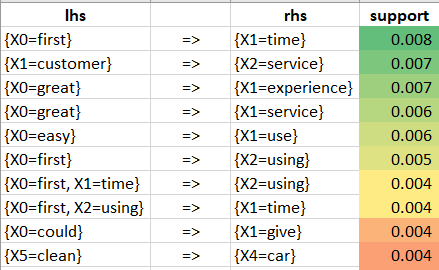 lhs rhs support
{X0=first} => {X1=time} 0.008
{X1=customer} => {X2=service} 0.007
{X0=great} => {X1=experience} 0.007
{X0=great} => {X1=service} 0.006
{X0=easy} => {X1=use} 0.006
{X0=first} => {X2=using} 0.005
{X0=first, X1=time} => {X2=using} 0.004
{X0=first, X2=using} => {X1=time} 0.004
{X0=could} => {X1=give} 0.004
{X5=clean} => {X4=car} 0.004